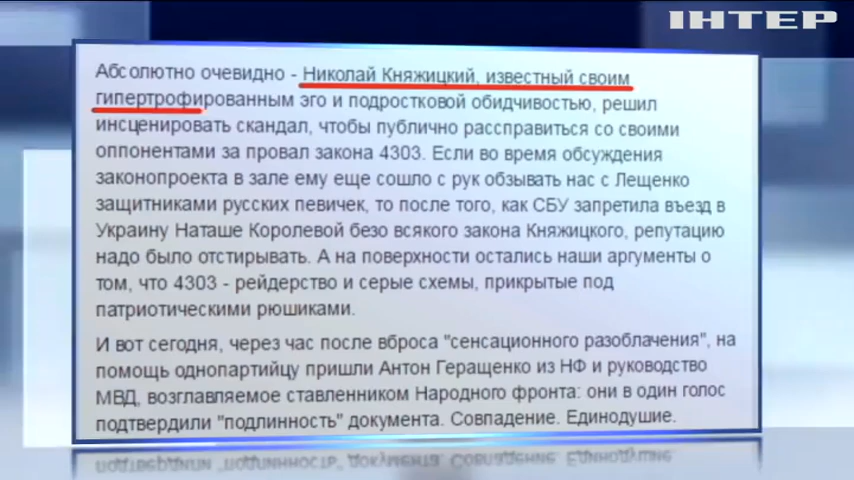 ІНТЕР
Абсолютно очевидно - Николай Княжицкий, известный своим
гипертрофированным эго и подростковой обидчивостью, решил
инсценировать скандал, чтобы публично расправиться со своими
оппонентами за провал закона 4303. Если во время обсуждения
законопроекта в зале ему еще сошло с рук обзывать нас с Лещенко
защитниками русских певичек, то после того, как СБУ запретила въезд в
Украину Наташе Королевой безо всякого закона Княжицкого, репутацию
надо было отстирывать. А на поверхности остались наши аргументы о
том, что 4303 - рейдерство и серые схемы, прикрытые под
патриотическими рюшиками.
И вот сегодня, через час после вброса "сенсационного разоблачения", на
помощь однопартийцу пришли Антон Геращенко из НФ и руководство
МВД, возглавляемое ставленником Народного фронта: они в один голос
подтвердили "подлинность" документа. Совпадение. Единодушие.